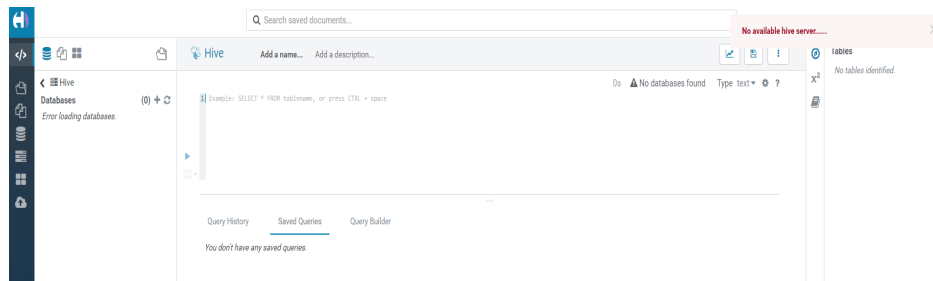 Search saved documents...
No available hive server......
Hive
Add a name...
Add a description...
Tables
No tables identified.
Hive
Databases
(0)
Error loading databases.
0s
No databases found
Type
text
?
1
Example: SELECT * FROM tablename, or press CTRL + space
Query History
Saved Queries
Query Builder
You don't have any saved queries.